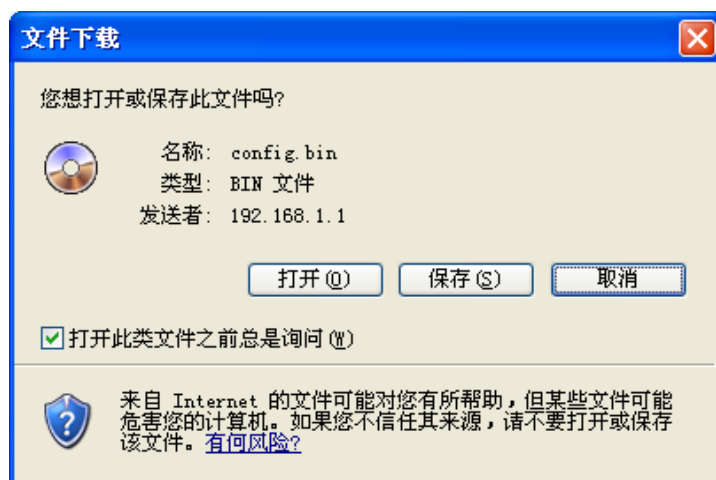 文件下载
您想打开或保存此文件吗?
名称: config.bin
类型: BIN 文件
发送者: 192.168.1.1
打开(O) 保存(S) 取消
打开此类文件之前总是询问(W)
来自 Internet 的文件可能对您有所帮助，但某些文件可能
危害您的计算机。如果您不信任其来源，请不要打开或保存
该文件。有何风险?